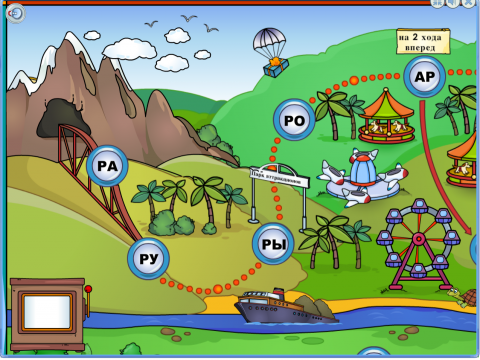 на 2 хода
вперед
АР
РО
РА
Парк аттракционов
РУ
РЫ